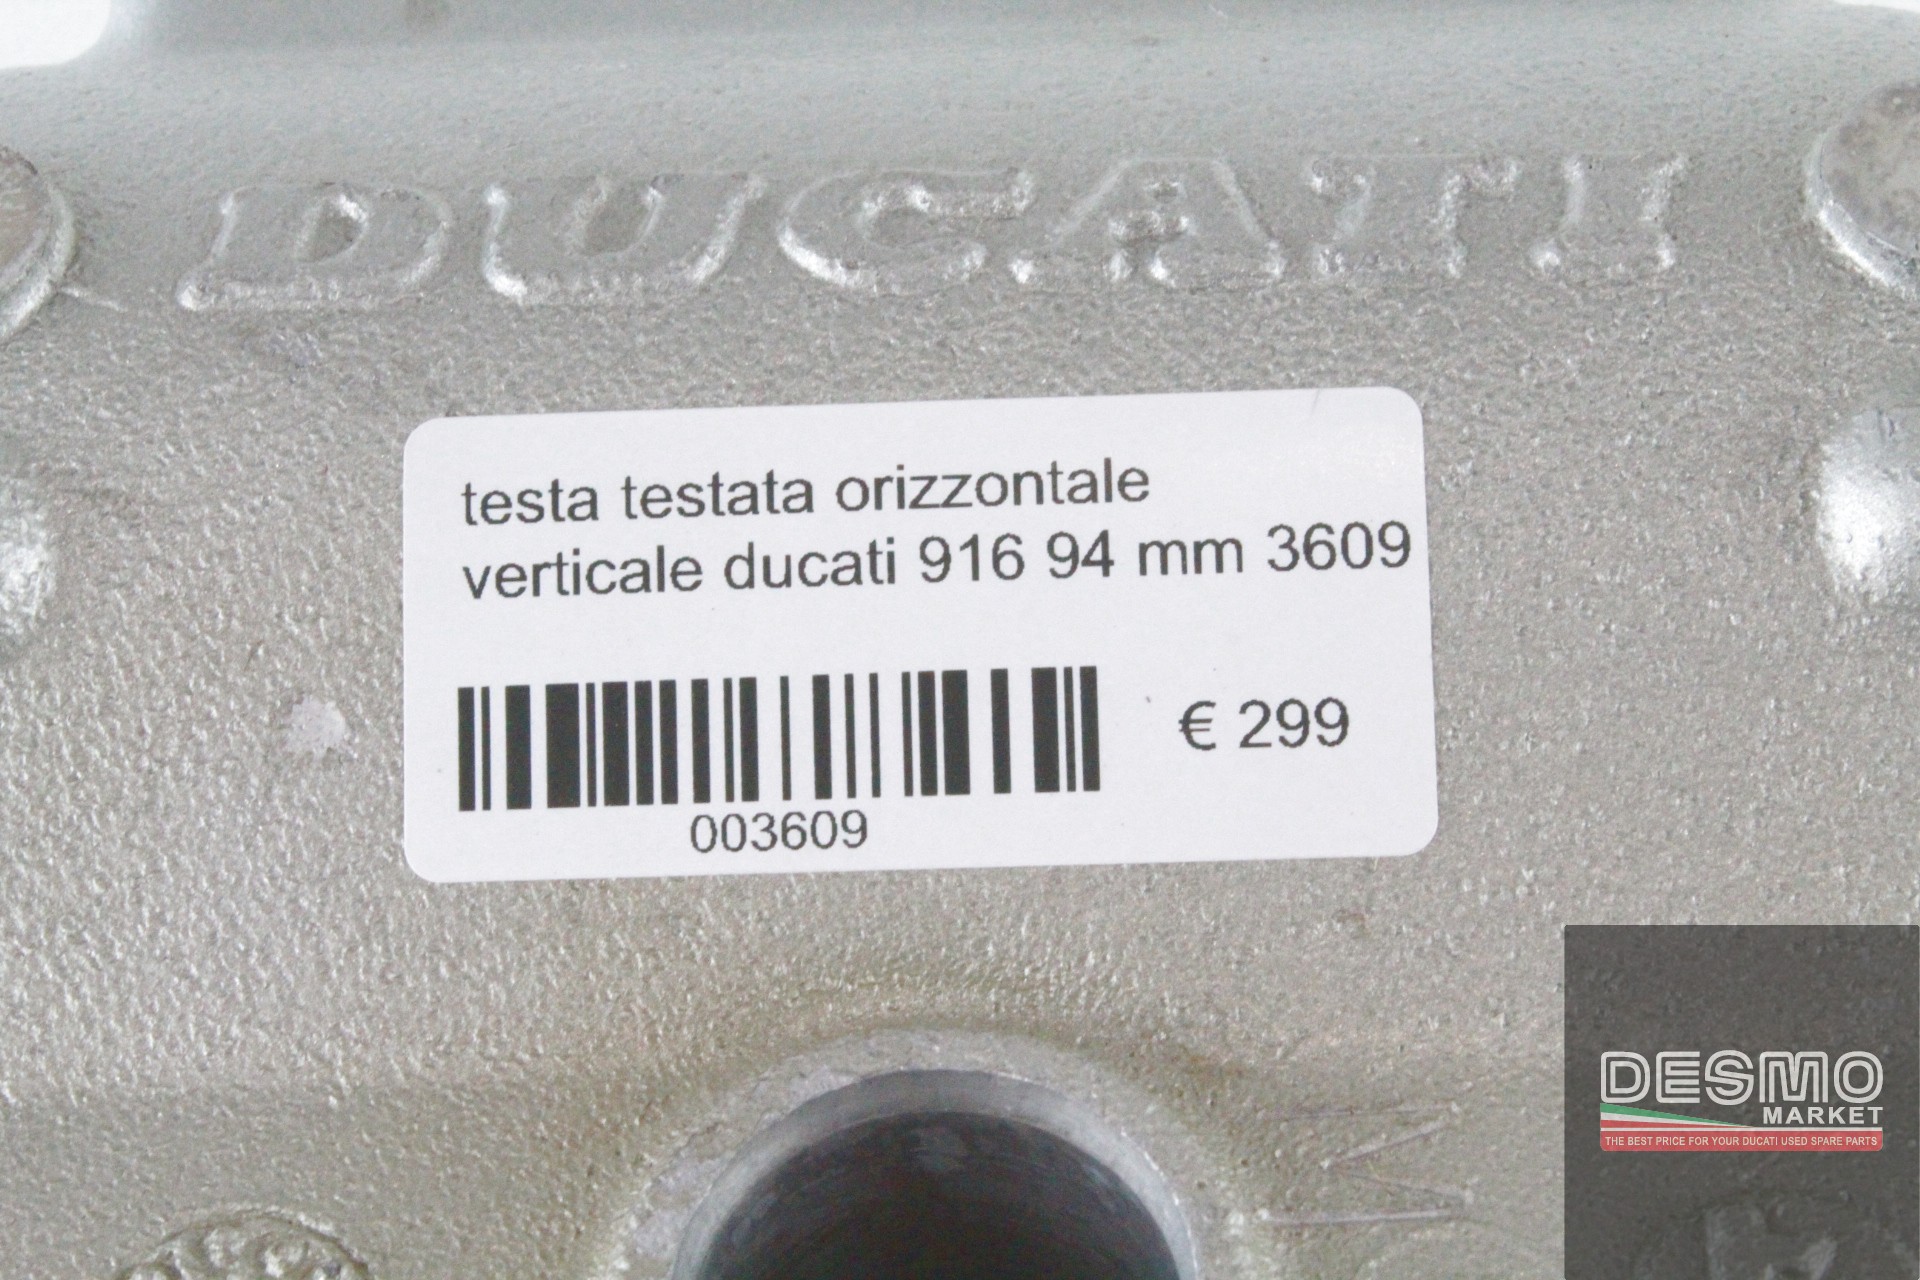 DUCATI
testa testata orizzontale
verticale ducati 916 94 mm 3609
€ 299
003609
DESMO
MARKET
THE BEST PRICE FOR YOUR DUCATI USED SPARE PARTS